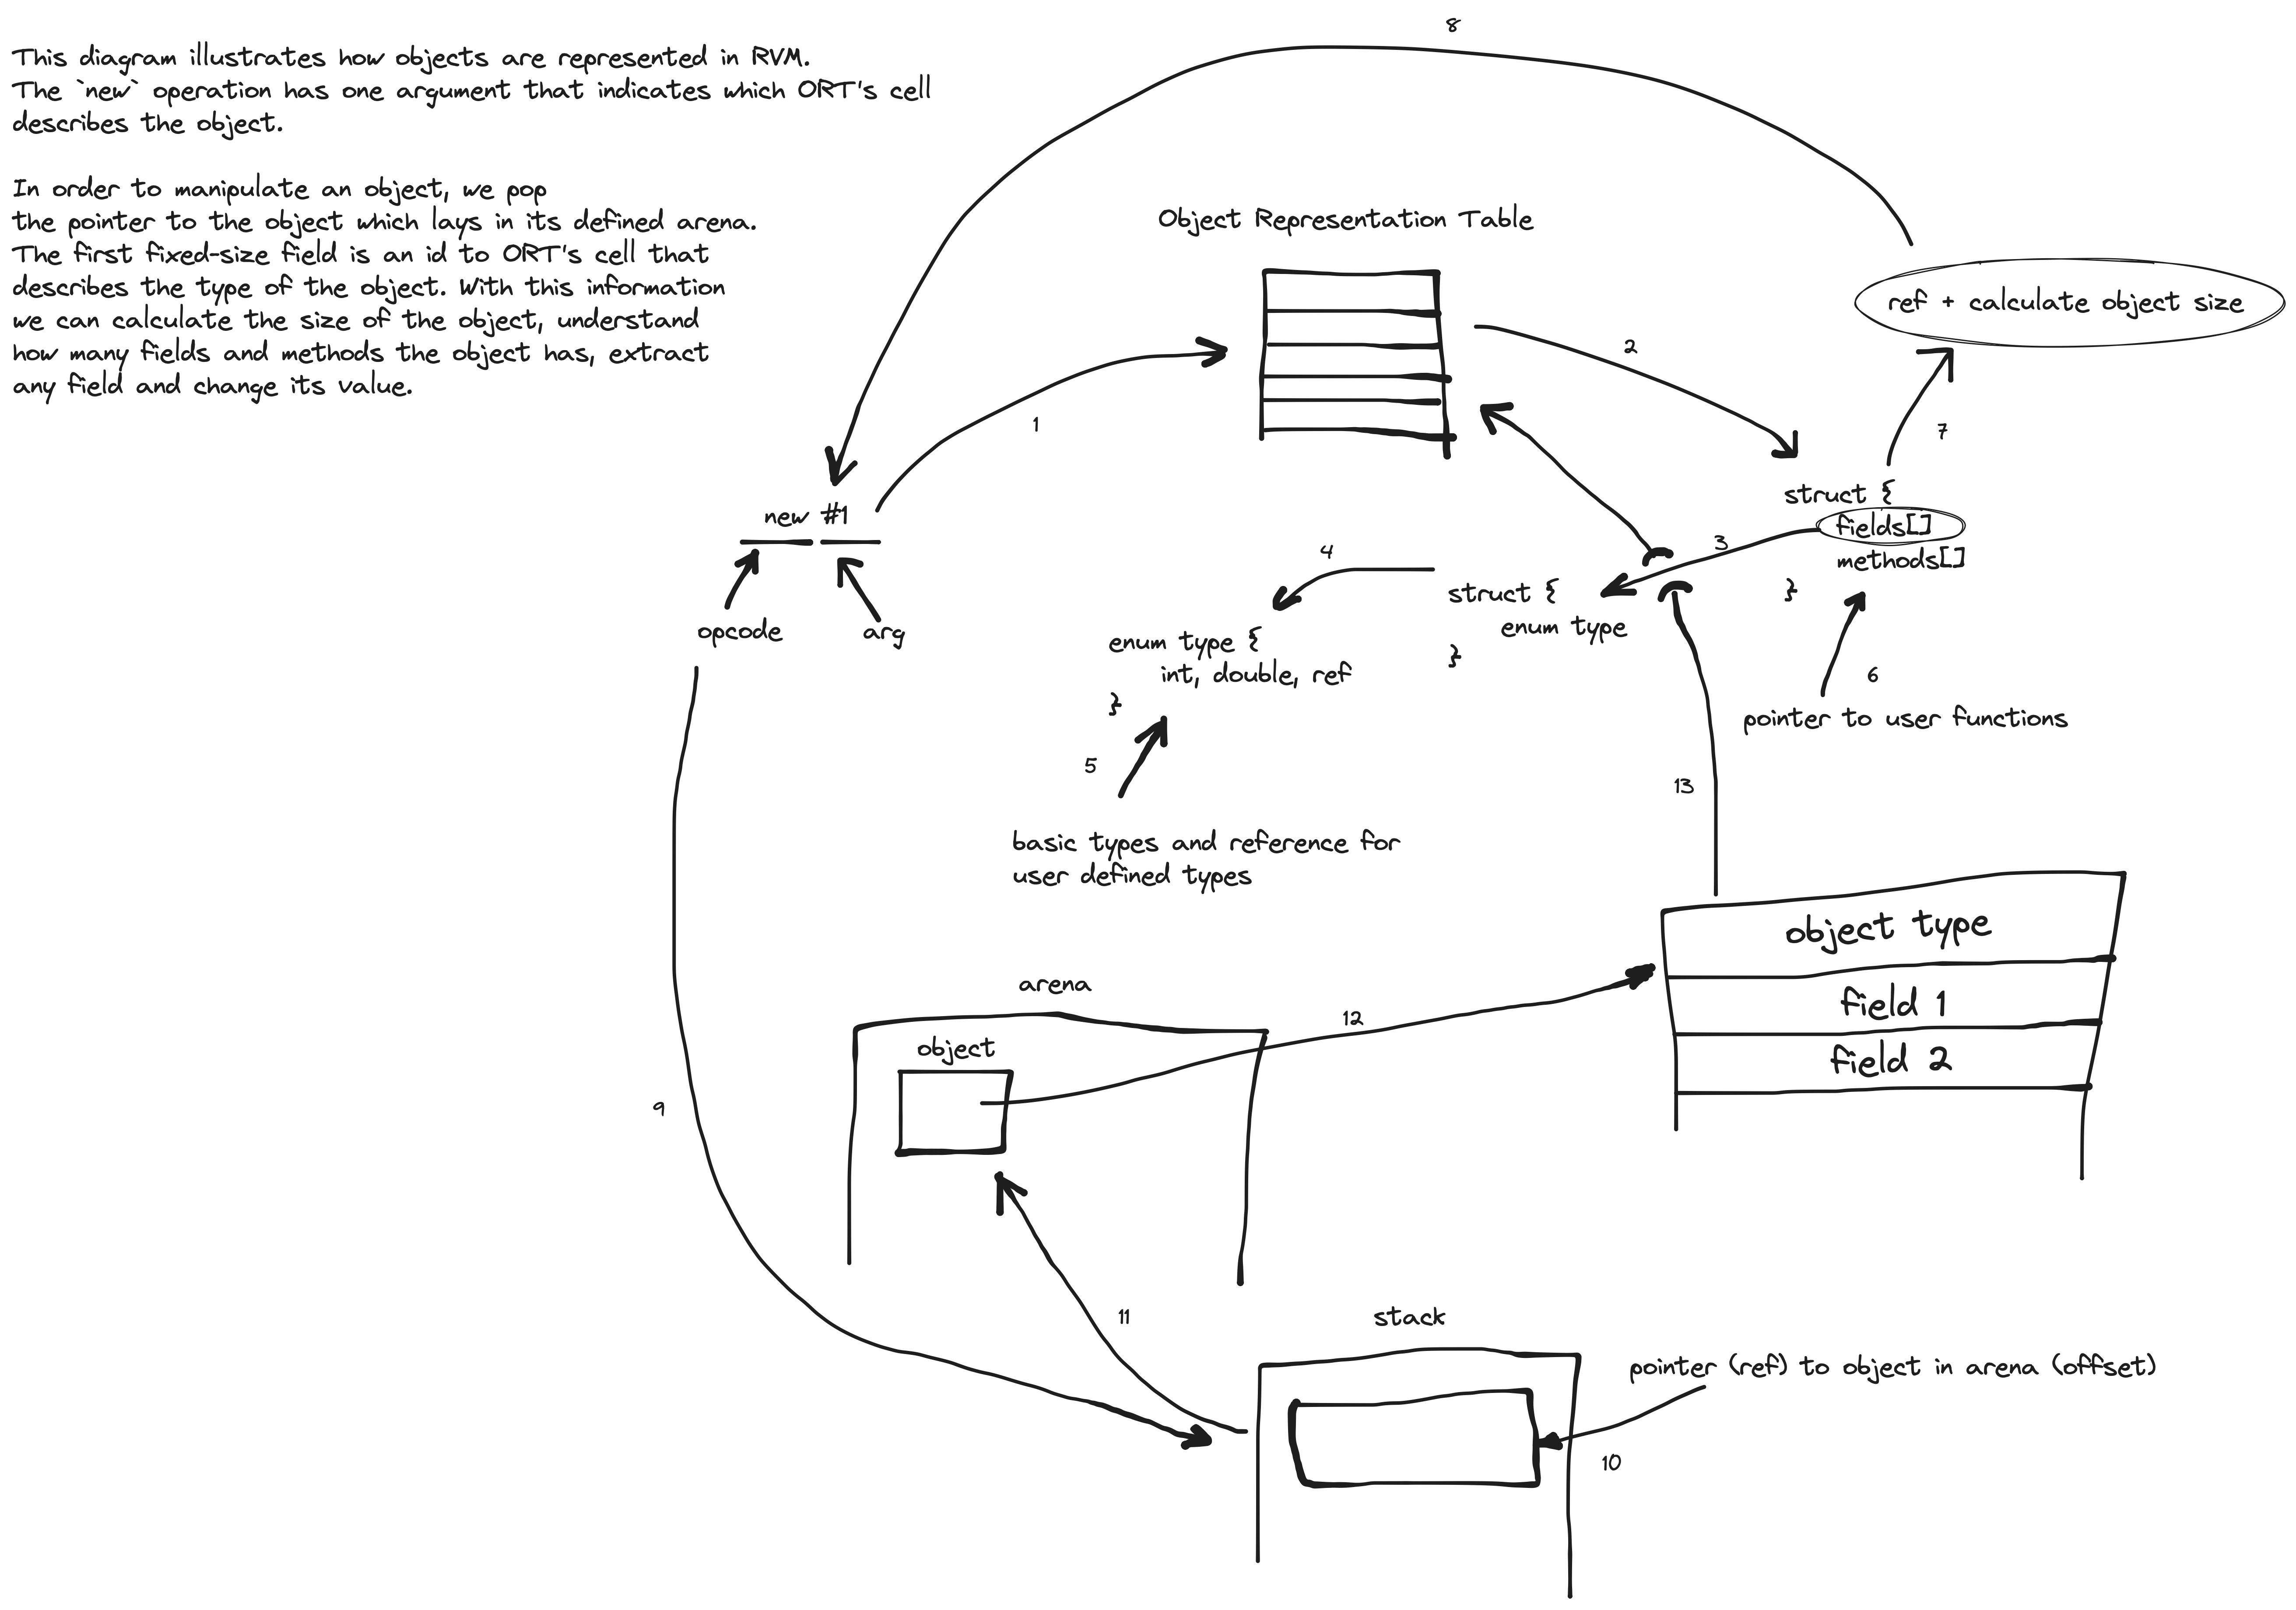 This diagram illustrates how objects are represented in RVM.
The `new` operation has one argument that indicates which ORT's cell
describes the object.
In order to manipulate an object, we pop
the pointer to the object which lays in its defined arena.
The first fixed-size field is an id to ORT's cell that
describes the type of the object. With this information
we can calculate the size of the object, understand
how many fields and methods the object has, extract
any field and change its value.
8
Object Representation Table
ref + calculate object size
1
2
7
new #1
opcode
arg
struct {
fields[]
methods[]
}
3
4
struct {
enum type
}
enum type {
int, double, ref
}
5
basic types and reference for
user defined types
6
pointer to user functions
13
object type
field 1
field 2
arena
object
12
9
11
stack
pointer (ref) to object in arena (offset)
10